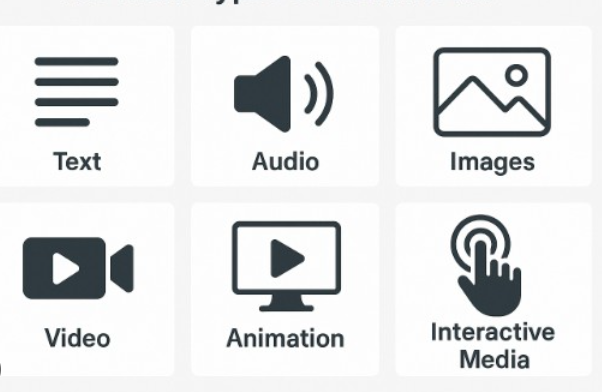 Text
Audio
Images
Video
Animation
Interactive
Media